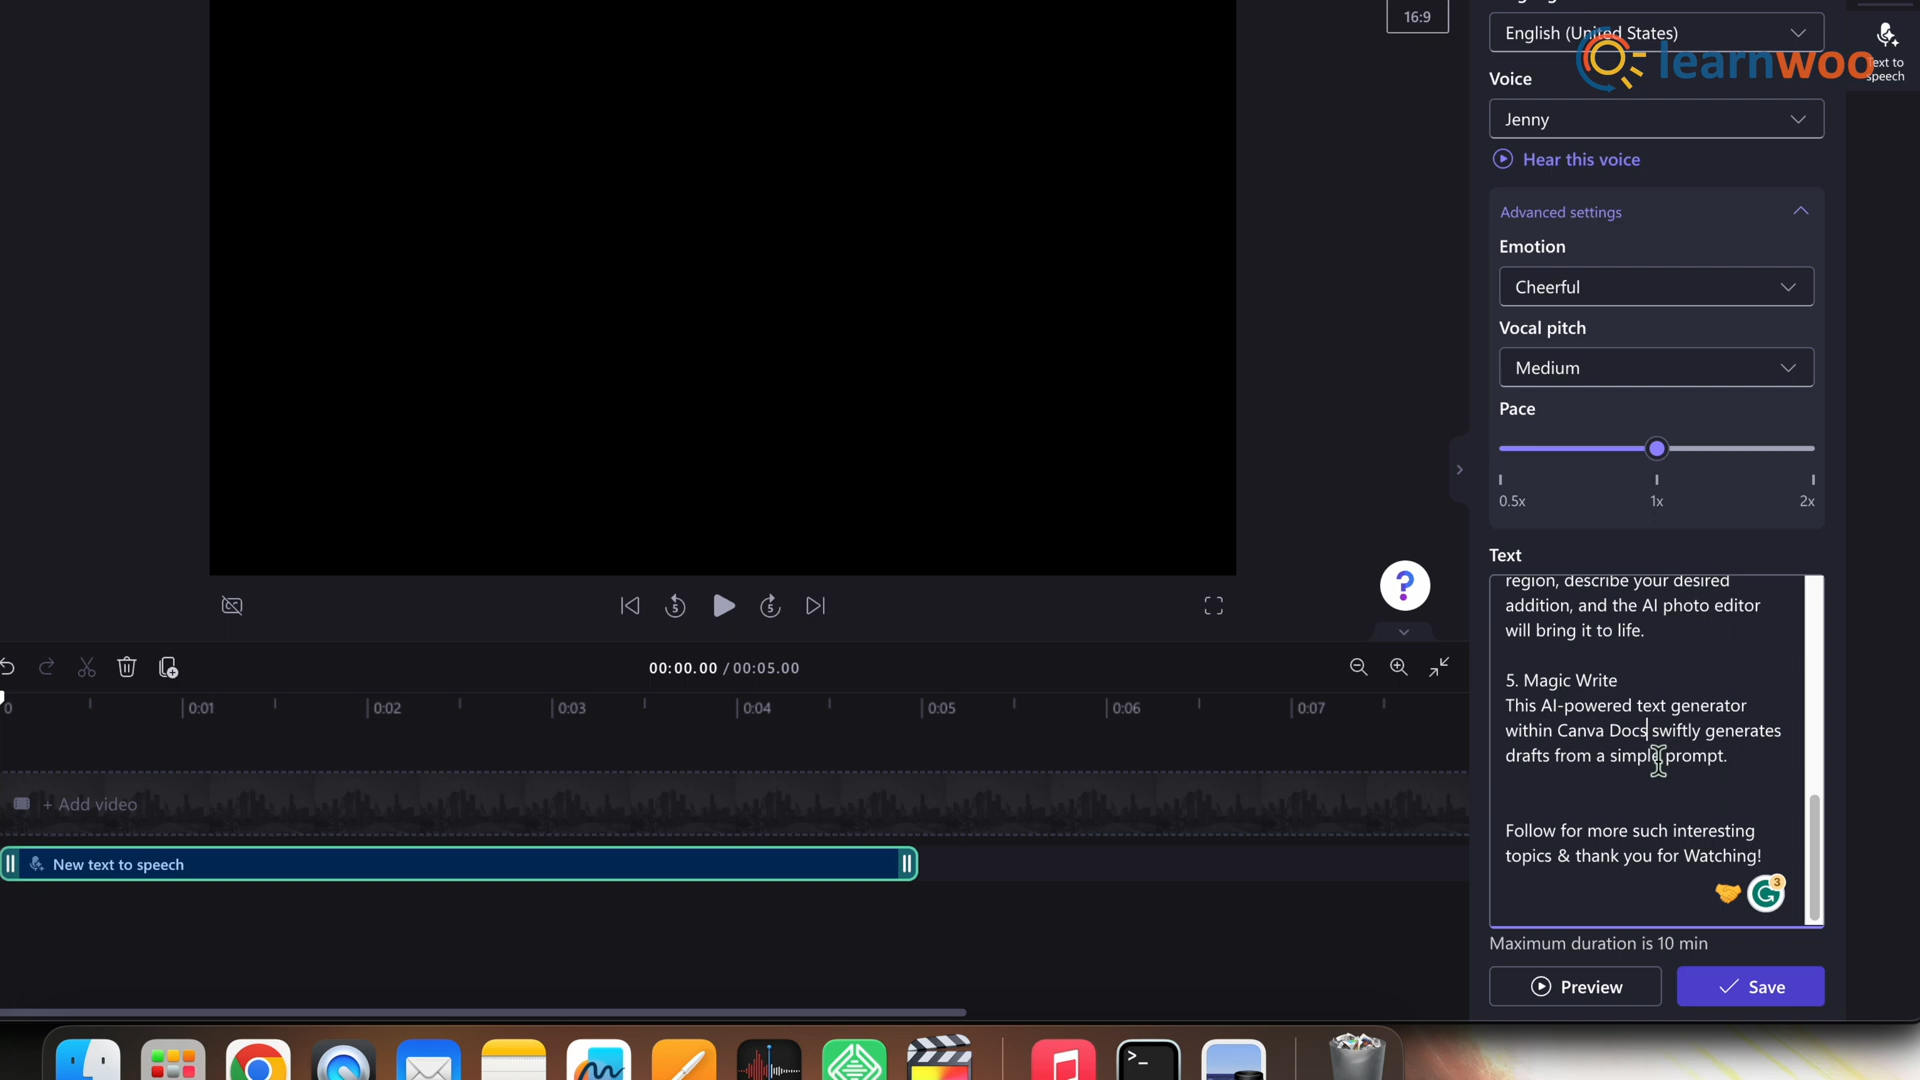 16:9
English (United States)
learnwoo
Text to
speech
Voice
Jenny
Hear this voice
Advanced settings
Emotion
Cheerful
Vocal pitch
Medium
Pace
0.5x 1x 2x
Text
region, describe your desired
addition, and the AI photo editor
will bring it to life.
5. Magic Write
This AI-powered text generator
within Canva Docs swiftly generates
drafts from a simple prompt.
Follow for more such interesting
topics & thank you for Watching!
3
Maximum duration is 10 min
Preview
Save
?
5
5
00:00.00 / 00:05.00
0 0:01 0:02 0:03 0:04 0:05 0:06 0:07
+ Add video
New text to speech
>_